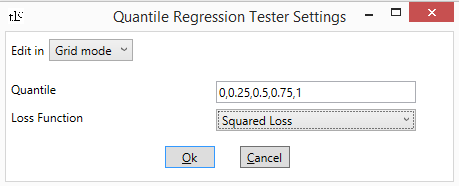 Quantile Regression Tester Settings
Edit in Grid mode
Quantile 0,0.25,0.5,0.75,1
Loss Function Squared Loss
Ok Cancel